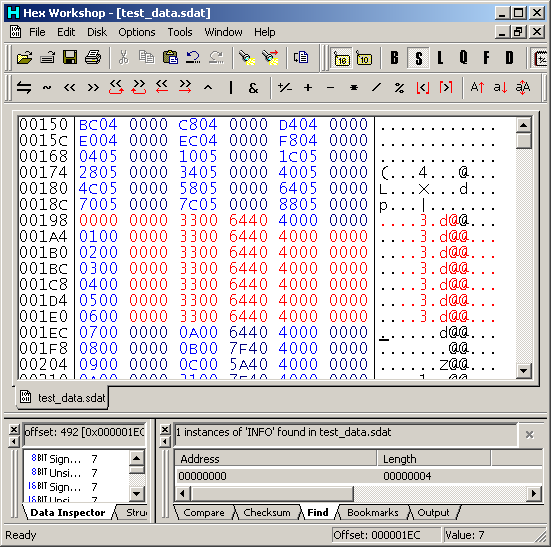 Hex Workshop - [test_data.sdat]
File Edit Disk Options Tools Window Help
16 10 B S L Q F D
~ a << >> ^ | & +/- + - * / % A↑ a↓ aA
00150 BC04 0000 C804 0000 D404 0000 ............
0015C E004 0000 EC04 0000 F804 0000 ............
00168 0405 0000 1005 0000 1C05 0000 ............
00174 2805 0000 3405 0000 4005 0000 (...4...@...
00180 4C05 0000 5805 0000 6405 0000 L...X...d...
0018C 7005 0000 7C05 0000 8805 0000 p...|.......
00198 0000 0000 3300 6440 4000 0000 ....3.d@@...
001A4 0100 0000 3300 6440 4000 0000 ....3.d@@...
001B0 0200 0000 3300 6440 4000 0000 ....3.d@@...
001BC 0300 0000 3300 6440 4000 0000 ....3.d@@...
001C8 0400 0000 3300 6440 4000 0000 ....3.d@@...
001D4 0500 0000 3300 6440 4000 0000 ....3.d@@...
001E0 0600 0000 3300 6440 4000 0000 ....3.d@@...
001EC 0700 0000 0A00 6440 4000 0000 ......d@@...
001F8 0800 0000 0B00 7F40 4000 0000 .......@@...
00204 0900 0000 0C00 5A40 4000 0000 ......Z@@...
test_data.sdat
offset: 492 [0x000001EC
8BIT Sign... 7
8BIT Unsi... 7
16BIT Sign... 7
16BIT Unsi... 7
Data Inspector Struc
1 instances of 'INFO' found in test_data.sdat
Address Length
00000000 00000004
Compare Checksum Find Bookmarks Output
Ready Offset: 000001EC Value: 7